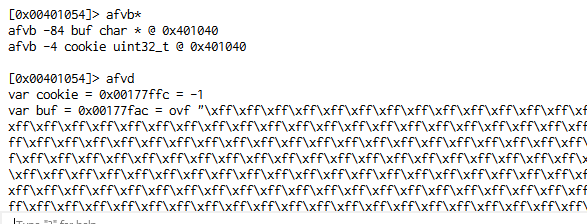 [0x00401054]> afvb*
afvb -84 buf char * @ 0x401040
afvb -4 cookie uint32_t @ 0x401040
[0x00401054]> afvd
var cookie = 0x00177ffc = -1
var buf = 0x00177fac = ovf "\xff\xff\xff\xff\xff\xff\xff\xff\xff\xff\xff\xff\xff\xf
xff\xff\xff\xff\xff\xff\xff\xff\xff\xff\xff\xff\xff\xff\xff\xff\xff\xff\xff\xff\xf
ff\xff\xff\xff\xff\xff\xff\xff\xff\xff\xff\xff\xff\xff\xff\xff\xff\xff\xff\xff\xff
f\xff\xff\xff\xff\xff\xff\xff\xff\xff\xff\xff\xff\xff\xff\xff\xff\xff\xff\xff\xff\
\xff\xff\xff\xff\xff\xff\xff\xff\xff\xff\xff\xff\xff\xff\xff\xff\xff\xff\xff\xff\x
xff\xff\xff\xff\xff\xff\xff\xff\xff\xff\xff\xff\xff\xff\xff\xff\xff\xff\xff\xff\xf
ff\xff\xff\xff\xff\xff\xff\xff\xff\xff\xff\xff\xff\xff\xff\xff\xff\xff\xff\xff\xff